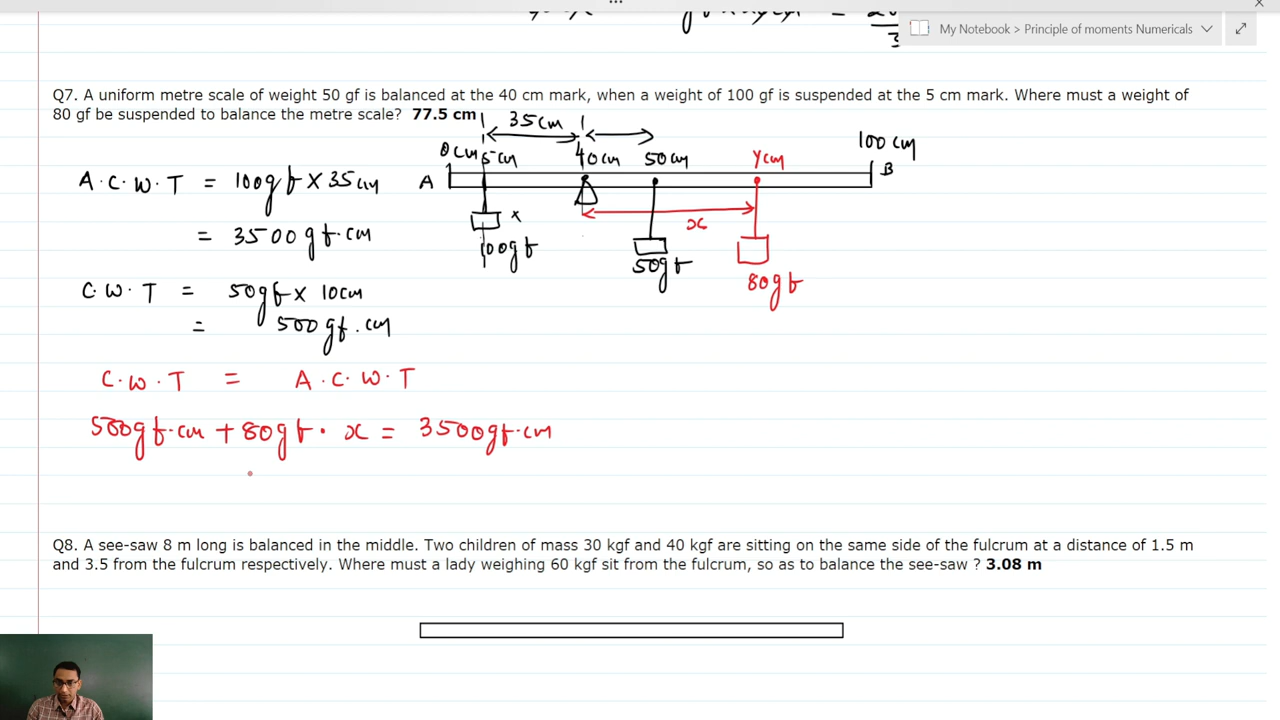 My Notebook > Principle of moments Numericals
Q7. A uniform metre scale of weight 50 gf is balanced at the 40 cm mark, when a weight of 100 gf is suspended at the 5 cm mark. Where must a weight of
80 gf be suspended to balance the metre scale? 77.5 cm
35cm
0cm 5cm 40cm 50cm Ycm 100cm
A B
x
100gf 50gf 80gf
x
A.C.W.T = 100gf x 35cm
= 3500gf.cm
C.W.T = 50gf x 10cm
= 500gf.cm
C.W.T = A.C.W.T
500gf.cm + 80gf . x = 3500gf.cm
Q8. A see-saw 8 m long is balanced in the middle. Two children of mass 30 kgf and 40 kgf are sitting on the same side of the fulcrum at a distance of 1.5 m
and 3.5 from the fulcrum respectively. Where must a lady weighing 60 kgf sit from the fulcrum, so as to balance the see-saw ? 3.08 m